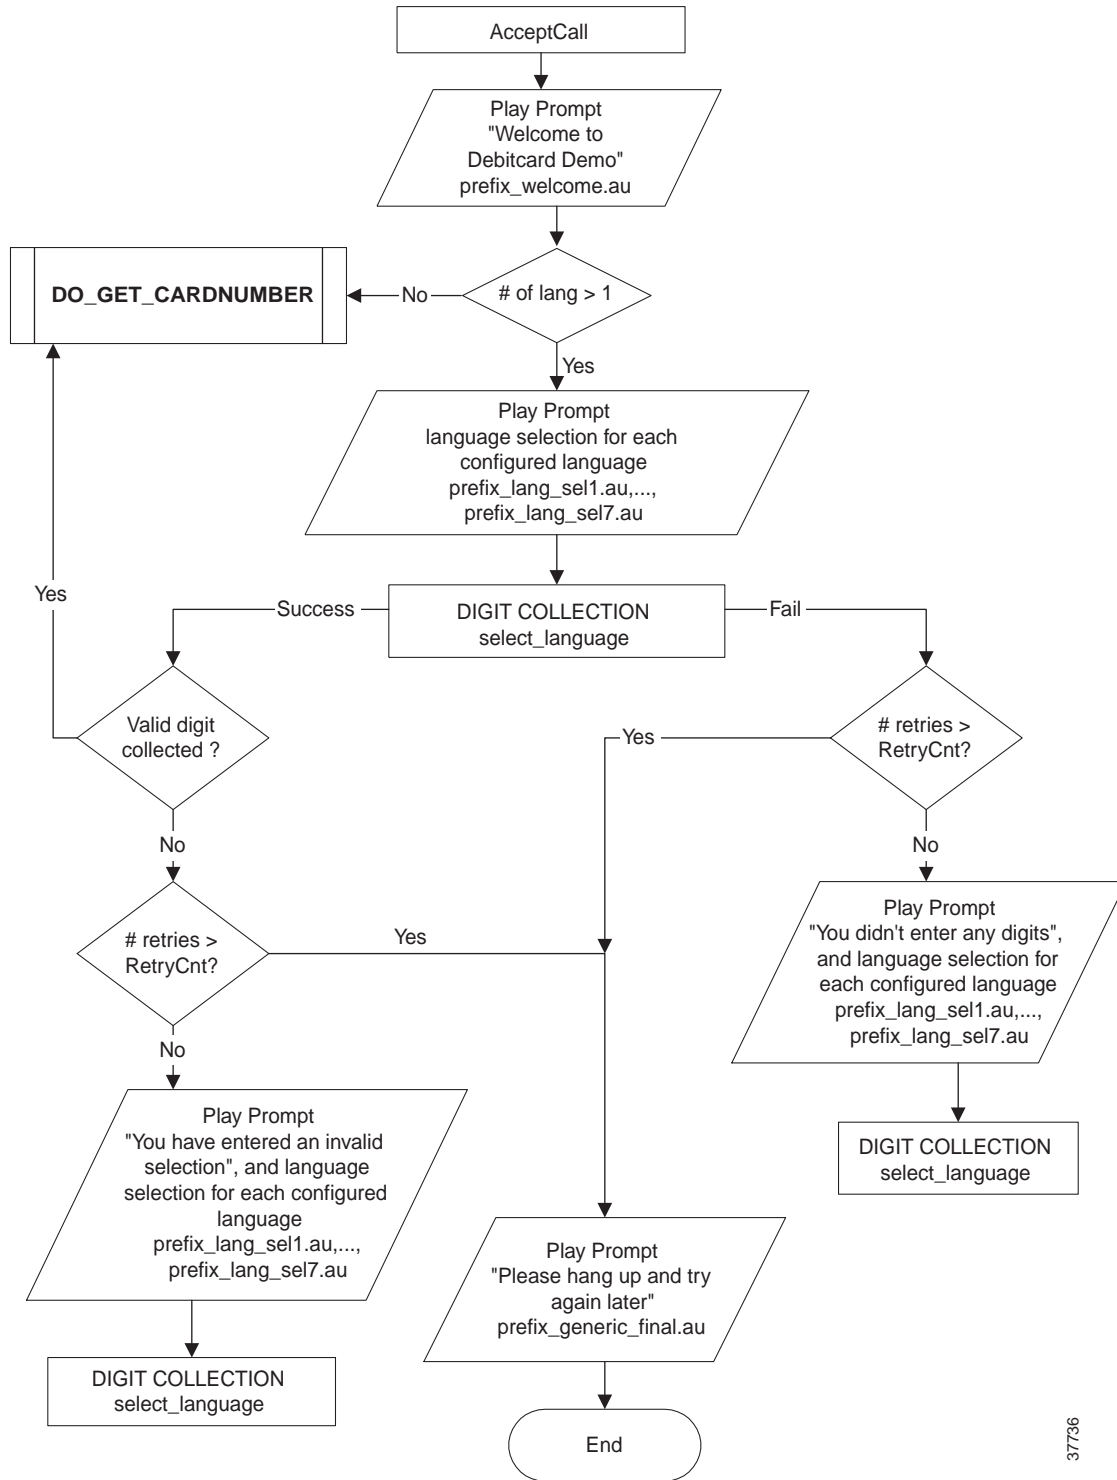 AcceptCall
Play Prompt
"Welcome to
Debitcard Demo"
prefix_welcome.au
DO_GET_CARDNUMBER
No
# of lang > 1
Yes
Play Prompt
language selection for each
configured language
prefix_lang_sel1.au,...,
prefix_lang_sel7.au
Yes
Success
DIGIT COLLECTION
select_language
Fail
Valid digit
collected ?
Yes
# retries >
RetryCnt?
No
No
# retries >
RetryCnt?
Yes
Play Prompt
"You didn't enter any digits",
and language selection for
each configured language
prefix_lang_sel1.au,...,
prefix_lang_sel7.au
No
Play Prompt
"You have entered an invalid
selection", and language
selection for each configured
language
prefix_lang_sel1.au,...,
prefix_lang_sel7.au
DIGIT COLLECTION
select_language
Play Prompt
"Please hang up and try
again later"
prefix_generic_final.au
DIGIT COLLECTION
select_language
End
37736